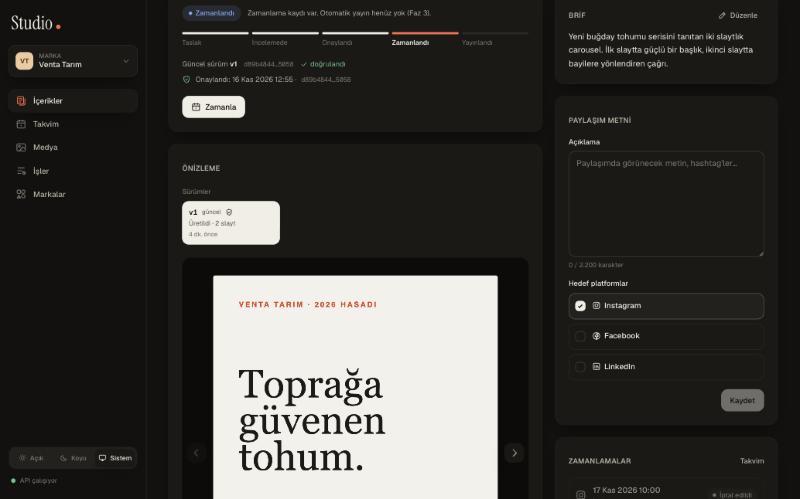 Studio
MARKA
VT
Venta Tarım
İçerikler
Takvim
Medya
İşler
Markalar
Açık
Koyu
Sistem
API çalışıyor
Zamanlandı
Zamanlama kaydı var. Otomatik yayın henüz yok (Faz 3).
Taslak
İncelemede
Onaylandı
Zamanlandı
Yayınlandı
Güncel sürüm v1 d89b4844…5058 ✓ doğrulandı
Onaylandı: 16 Kas 2026 12:55 · d89b4844…5058
Zamanla
ÖNİZLEME
Sürümler
v1 güncel
Üretildi · 2 slayt
4 dk. önce
VENTA TARIM · 2026 HASADI
Toprağa
güvenen
tohum.
BRİF
Düzenle
Yeni buğday tohumu serisini tanıtan iki slaytlık
carousel. İlk slaytta güçlü bir başlık, ikinci slaytta
bayilere yönlendiren çağrı.
PAYLAŞIM METNİ
Açıklama
Paylaşımda görünecek metin, hashtag'ler…
0 / 2.200 karakter
Hedef platformlar
Instagram
Facebook
LinkedIn
Kaydet
ZAMANLAMALAR
Takvim
17 Kas 2026 10:00
İptal edildi